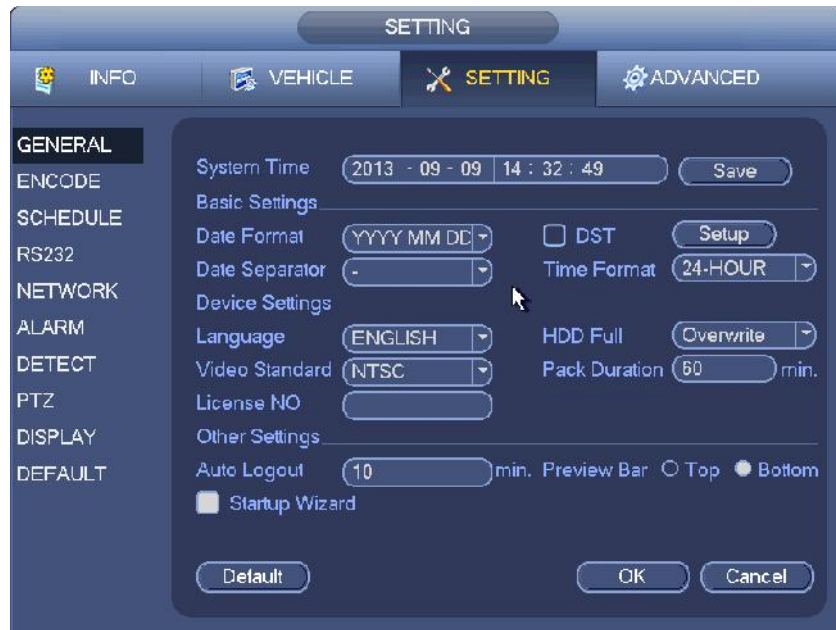 SETTING
INFO VEHICLE SETTING ADVANCED
GENERAL
ENCODE
SCHEDULE
RS232
NETWORK
ALARM
DETECT
PTZ
DISPLAY
DEFAULT
System Time 2013 - 09 - 09 14 : 32 : 49 Save
Basic Settings
Date Format YYYY MM DD DST Setup
Date Separator - Time Format 24-HOUR
Device Settings
Language ENGLISH HDD Full Overwrite
Video Standard NTSC Pack Duration 60 min.
License NO
Other Settings
Auto Logout 10 min. Preview Bar Top Bottom
Startup Wizard
Default OK Cancel